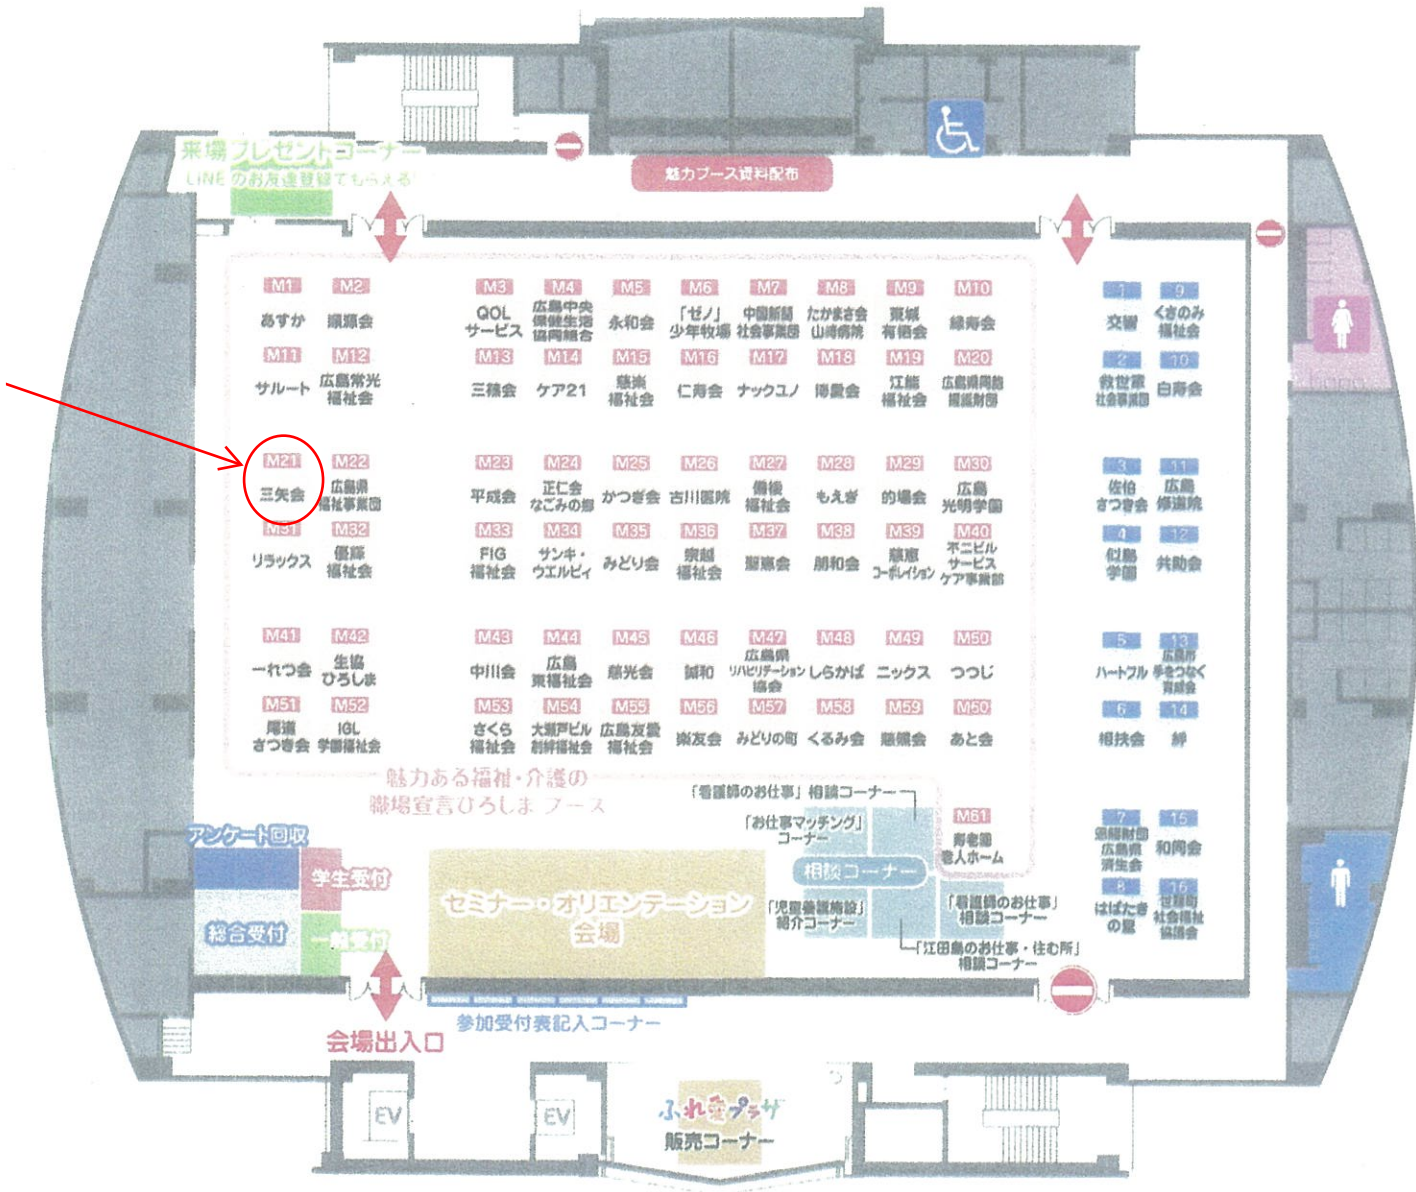 来場プレゼントコーナー
LINEのお友達登録でもらえる!
魅力ブース資料配布
M1 M2 M3 M4 M5 M6 M7 M8 M9 M10
あすか
QOL
サービス
広島中央
保健生活
協同組合
永和会
「ゼノ」
少年牧場
中国新聞
社会事業団
たかまさ会
山崎病院
有倍会
縁寿会
M11 M12 M13 M14 M15 M16 M17 M18 M19 M20
サルート
広島常光
福祉会
三篠会
ケア21
慈楽
福祉会
仁寿会
ナックユノ
博愛会
江能
福祉会
広島県同胞
援護財団
M21 M22 M23 M24 M25 M26 M27 M28 M29 M30
三矢会
広島県
福祉事業団
平成会
正仁会
なごみの郷
かつぎ会
古川医院
備後
福祉会
もえぎ
的場会
広島
光明学園
M31 M32 M33 M34 M35 M36 M37 M38 M39 M40
リラックス
優輝
福祉会
FIG
福祉会
サンキ・
ウエルビィ
みどり会
宗越
福祉会
聖恵会
朋和会
慈恵
コーポレイション
不二ビル
サービス
ケア事業部
M41 M42 M43 M44 M45 M46 M47 M48 M49 M50
一れつ会
生協
ひろしま
中川会
広島
東福祉会
慈光会
誠和
広島県
リハビリテーション
協会
しらかば
ニックス
つつじ
M51 M52 M53 M54 M55 M56 M57 M58 M59 M60
尾道
さつき会
IGL
学園福祉会
さくら
福祉会
大瀬戸ビル
創絆福祉会
広島友愛
福祉会
楽友会
みどりの町
くるみ会
慈照会
あと会
M61
寿老園
老人ホーム
1 9
交響
くさのみ
福祉会
2 10
救世軍
社会事業団
白寿会
3 11
佐伯
さつき会
広島
修道院
4 12
似島
学園
共助会
5 13
ハートフル
広島市
手をつなぐ
育成会
6 14
相扶会
絆
7 15
恩賜財団
広島県
済生会
和同会
8 16
はばたき
の里
世羅町
社会福祉
協議会
魅力ある福祉・介護の
職場宣言ひろしま ブース
「看護師のお仕事」相談コーナー
「お仕事マッチング」
コーナー
相談コーナー
「児童養護施設」
紹介コーナー
「看護師のお仕事」
相談コーナー
「江田島のお仕事・住む所」
相談コーナー
アンケート回収
学生受付
総合受付
一般受付
セミナー・オリエンテーション
会場
参加受付表記入コーナー
会場出入口
EV
EV
ふれ愛プラザ
販売コーナー